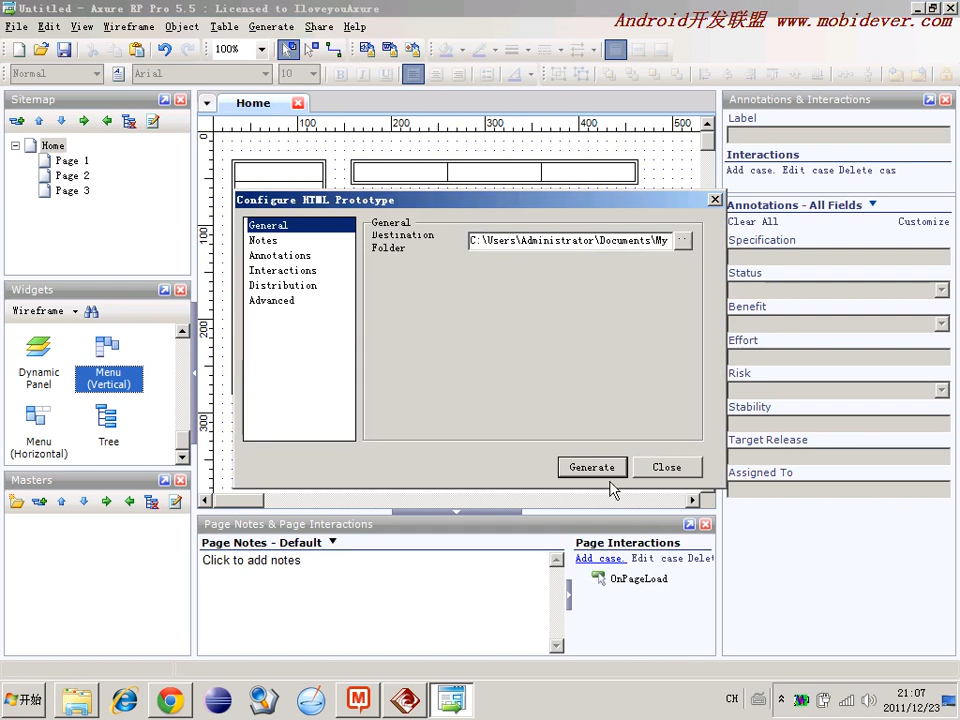 Untitled - Axure RP Pro 5.5 : Licensed to IloveyouAxure
Android开发联盟 www.mobidever.com
File Edit View Wireframe Object Table Generate Share Help
100%
Normal Arial 10
Sitemap
Home
Page 1
Page 2
Page 3
Widgets
Wireframe
Dynamic Panel
Menu (Vertical)
Menu (Horizontal)
Tree
Masters
Home
100 200 300 400 500
0
100
200
300
Configure HTML Prototype
General
Notes
Annotations
Interactions
Distribution
Advanced
General
Destination Folder
C:\Users\Administrator\Documents\My
Generate
Close
Page Notes & Page Interactions
Page Notes - Default
Click to add notes
Page Interactions
Add case. Edit case Delet
OnPageLoad
Annotations & Interactions
Label
Interactions
Add case. Edit case Delete cas
Annotations - All Fields
Clear All Customize
Specification
Status
Benefit
Effort
Risk
Stability
Target Release
Assigned To
开始
CH
21:07
2011/12/23